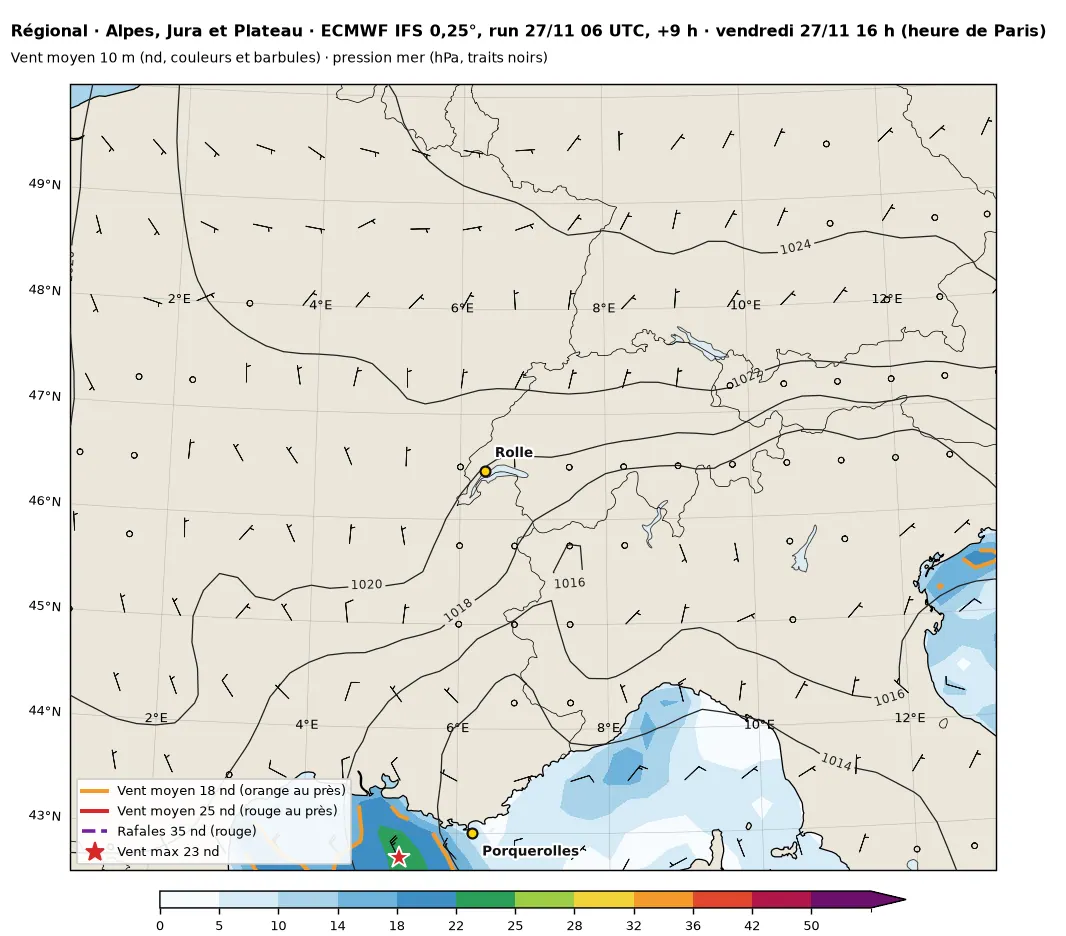 Régional · Alpes, Jura et Plateau · ECMWF IFS 0,25°, run 27/11 06 UTC, +9 h · vendredi 27/11 16 h (heure de Paris)
Vent moyen 10 m (nd, couleurs et barbules) · pression mer (hPa, traits noirs)
49°N
1024
48°N
2°E
4°E
6°E
8°E
10°E
12°E
1022
47°N
Rolle
46°N
1020
1018
1016
45°N
1016
44°N
2°E
4°E
6°E
8°E
10°E
12°E
1014
43°N
Vent moyen 18 nd (orange au près)
Vent moyen 25 nd (rouge au près)
Rafales 35 nd (rouge)
Vent max 23 nd
Porquerolles
0 5 10 14 18 22 25 28 32 36 42 50